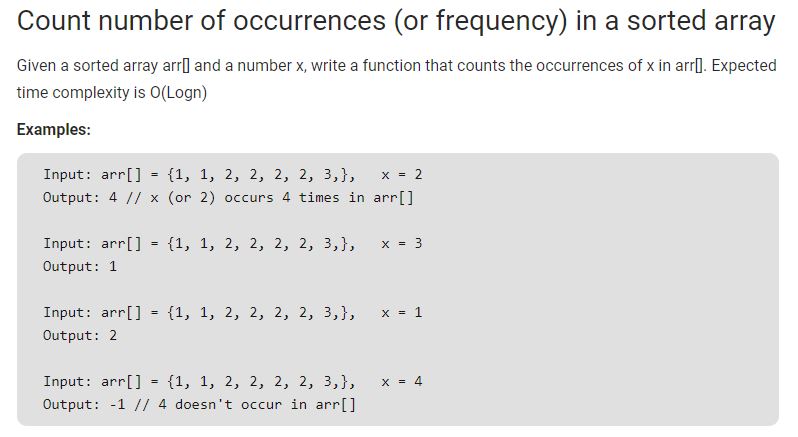 Count number of occurrences (or frequency) in a sorted array
Given a sorted array arr[] and a number x, write a function that counts the occurrences of x in arr[]. Expected
time complexity is O(Logn)
Examples:
Input: arr[] = {1, 1, 2, 2, 2, 2, 3,},   x = 2
Output: 4 // x (or 2) occurs 4 times in arr[]
Input: arr[] = {1, 1, 2, 2, 2, 2, 3,},   x = 3
Output: 1
Input: arr[] = {1, 1, 2, 2, 2, 2, 3,},   x = 1
Output: 2
Input: arr[] = {1, 1, 2, 2, 2, 2, 3,},   x = 4
Output: -1 // 4 doesn't occur in arr[]